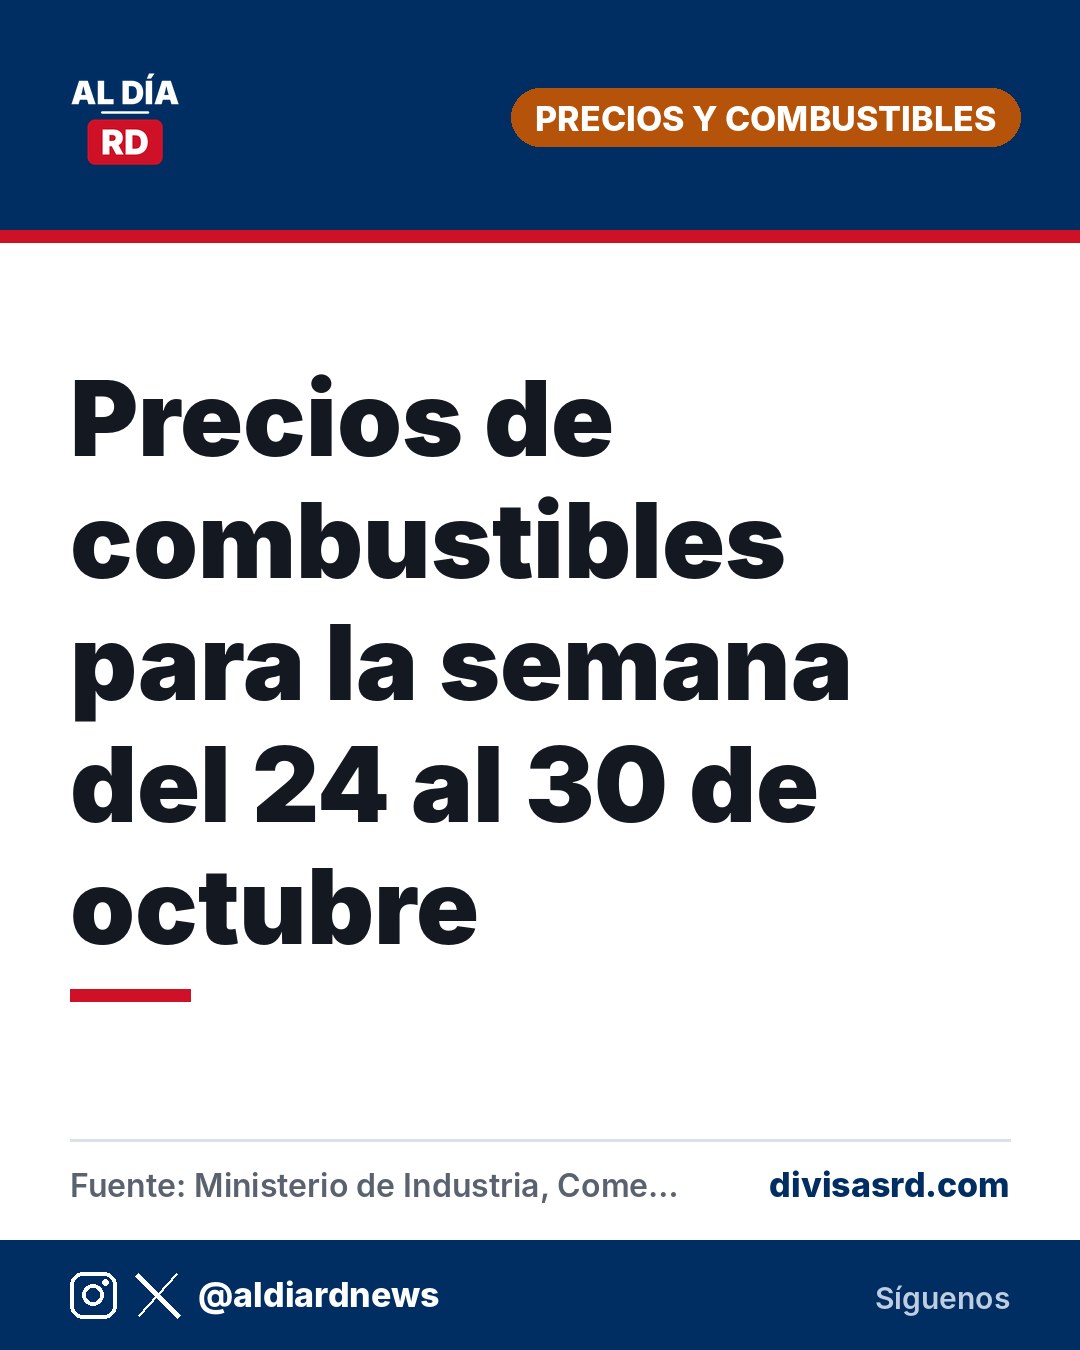 AL DÍA
RD
PRECIOS Y COMBUSTIBLES
Precios de
combustibles
para la semana
del 24 al 30 de
octubre
Fuente: Ministerio de Industria, Come...
divisasrd.com
@aldiardnews
Síguenos